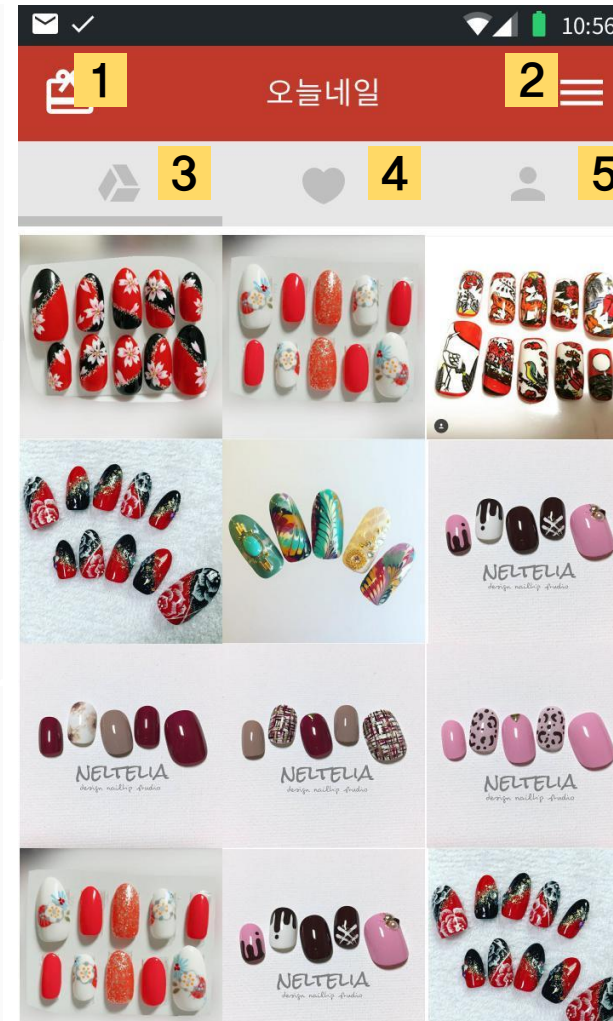 10:56
1
오늘네일
2
3
4
5
NELTELIA
design nailtip studio
NELTELIA
design nailtip studio
NELTELIA
design nailtip studio
NELTELIA
design nailtip studio
NELTELIA
design nailtip studio